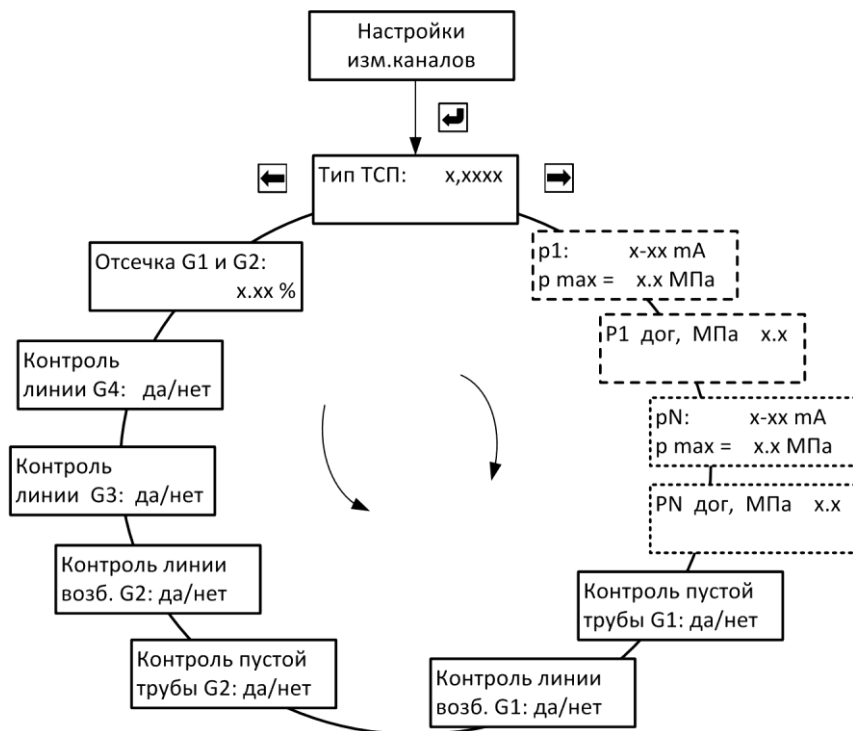 Настройки
изм.каналов
Тип ТСП: x,xxxx
p1: x-xx mA
p max = x.x МПа
P1 дог, МПа x.x
pN: x-xx mA
p max = x.x МПа
PN дог, МПа x.x
Контроль пустой
трубы G1: да/нет
Контроль линии
возб. G1: да/нет
Контроль пустой
трубы G2: да/нет
Контроль линии
возб. G2: да/нет
Контроль
линии G3: да/нет
Контроль
линии G4: да/нет
Отсечка G1 и G2:
x.xx %